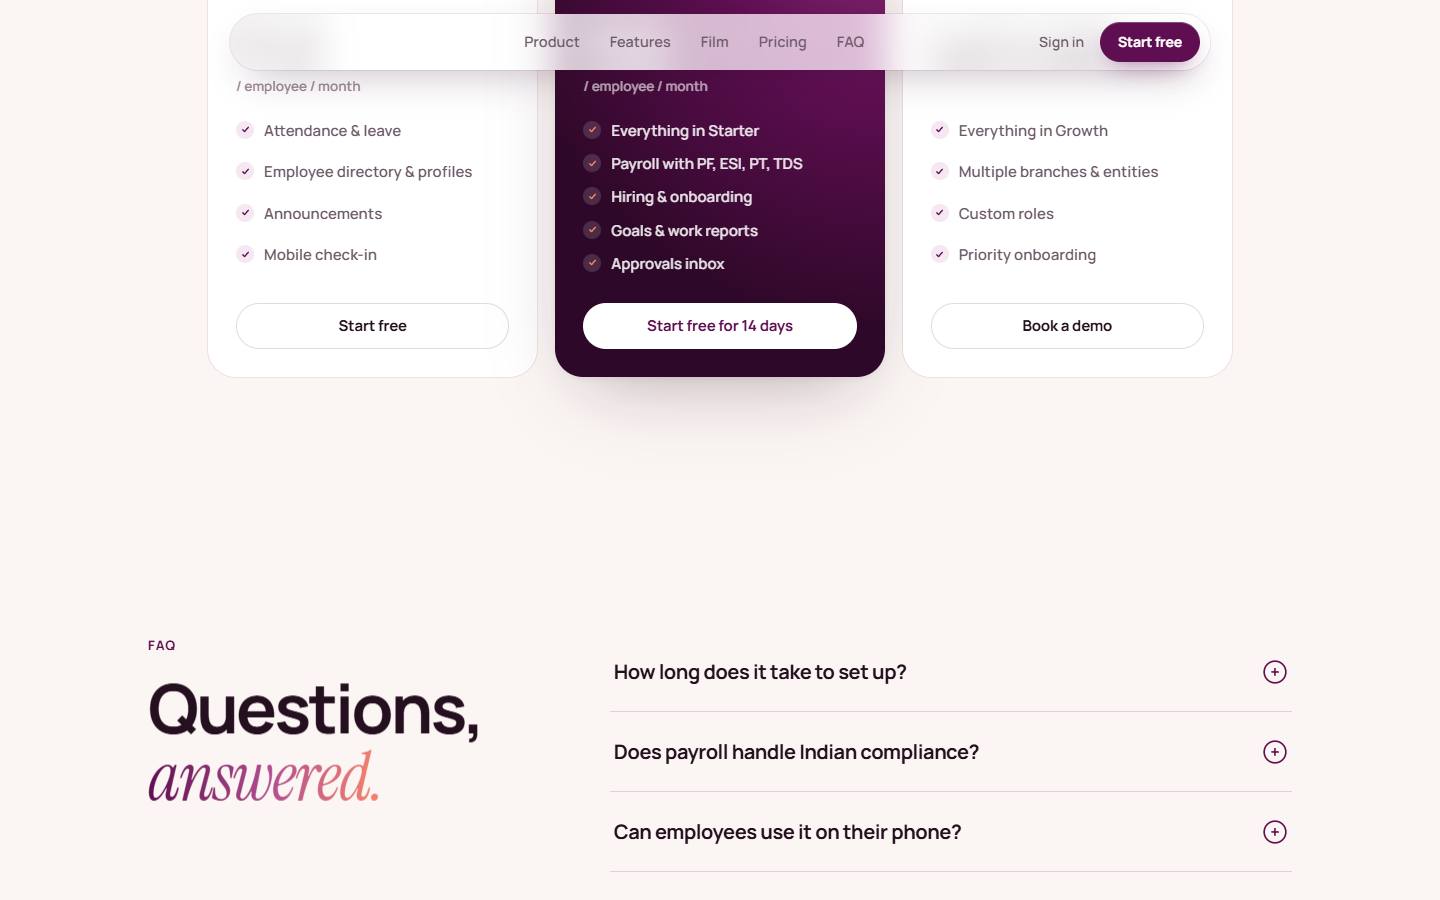 Product Features Film Pricing FAQ
Sign in
Start free
/ employee / month
Attendance & leave
Employee directory & profiles
Announcements
Mobile check-in
Start free
/ employee / month
Everything in Starter
Payroll with PF, ESI, PT, TDS
Hiring & onboarding
Goals & work reports
Approvals inbox
Start free for 14 days
Everything in Growth
Multiple branches & entities
Custom roles
Priority onboarding
Book a demo
FAQ
Questions,
answered.
How long does it take to set up?
Does payroll handle Indian compliance?
Can employees use it on their phone?